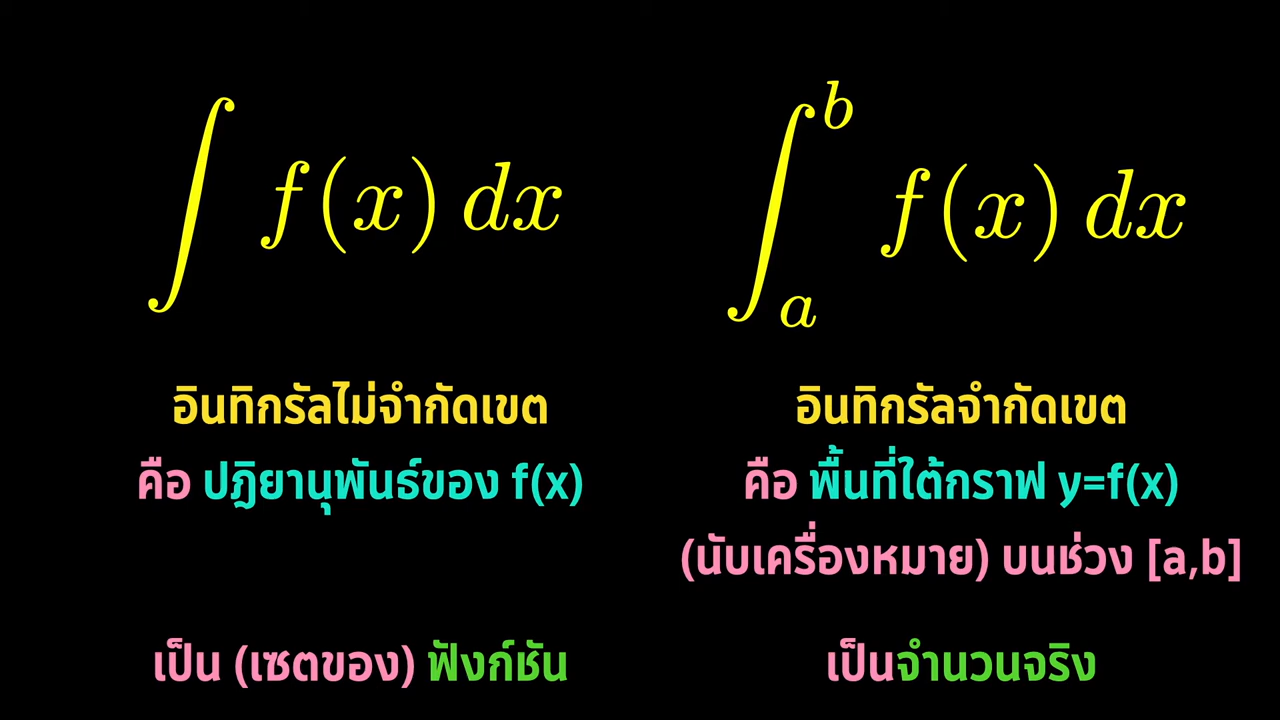 ∫ f(x) dx
∫_a^b f(x) dx
อินทิกรัลไม่จำกัดเขต
คือ ปฏิยานุพันธ์ของ f(x)
เป็น (เซตของ) ฟังก์ชัน
อินทิกรัลจำกัดเขต
คือ พื้นที่ใต้กราฟ y=f(x)
(นับเครื่องหมาย) บนช่วง [a,b]
เป็นจำนวนจริง